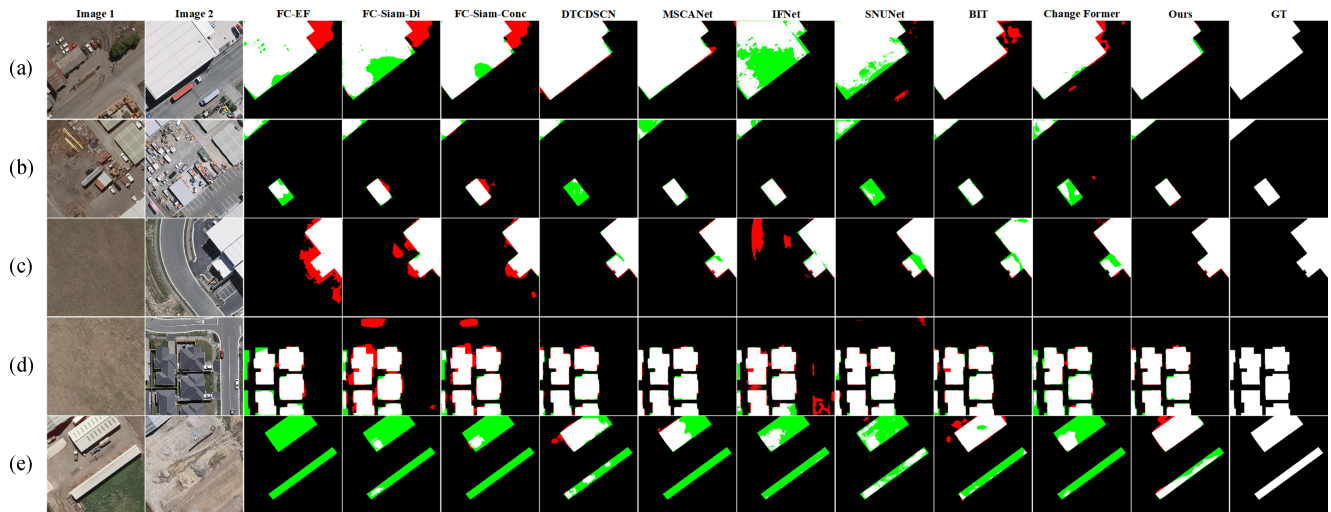 Image 1 Image 2 FC-EF FC-Siam-Di FC-Siam-Conc DTCDSCN MSCANet IFNet SNUNet BIT Change Former Ours GT
(a)
(b)
(c)
(d)
(e)